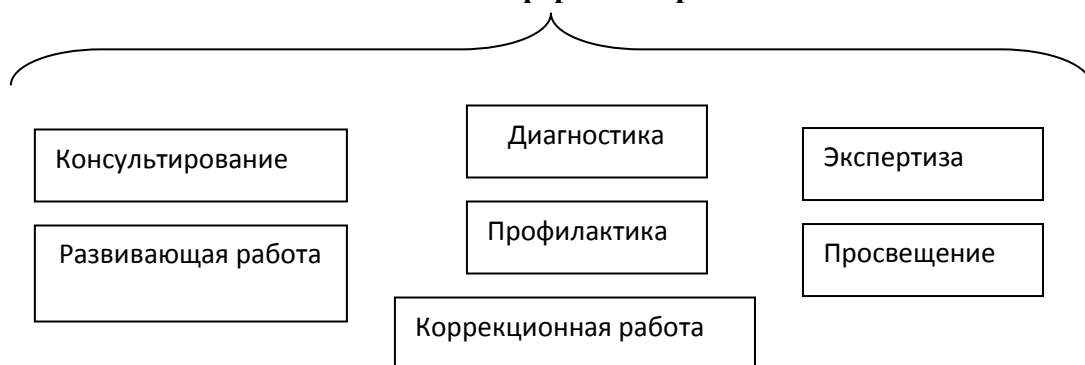 Консультирование
Диагностика
Экспертиза
Развивающая работа
Профилактика
Просвещение
Коррекционная работа